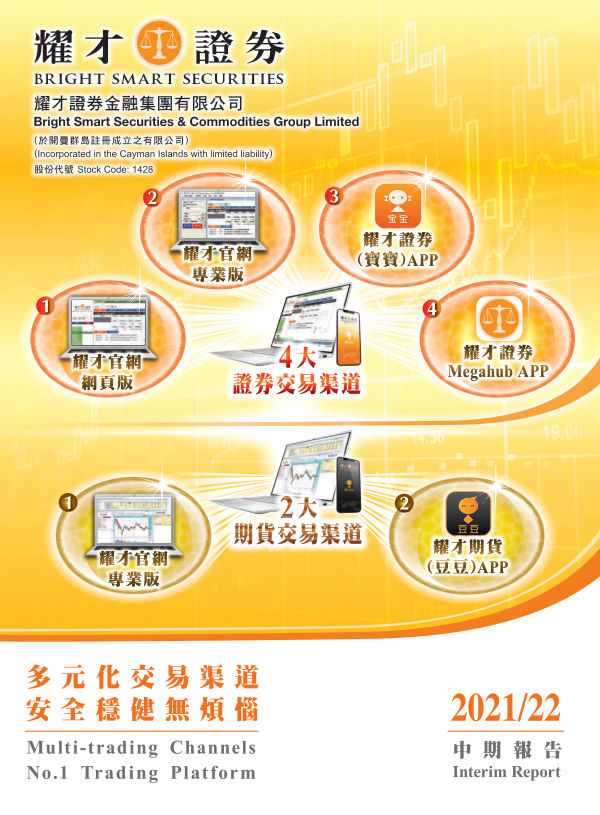 耀才證券
BRIGHT SMART SECURITIES
耀才證券金融集團有限公司
Bright Smart Securities & Commodities Group Limited
(於開曼群島註冊成立之有限公司)
(Incorporated in the Cayman Islands with limited liability)
股份代號 Stock Code: 1428
2
耀才官網
專業版
3
宝宝
耀才證券
(寶寶)APP
1
耀才官網
網頁版
4大
證券交易渠道
4
耀才證券
Megahub APP
14.50
19.00
1
耀才官網
專業版
2大
期貨交易渠道
2
豆豆
耀才期貨
(豆豆)APP
多元化交易渠道
安全穩健無煩惱
Multi-trading Channels
No.1 Trading Platform
2021/22
中期報告
Interim Report